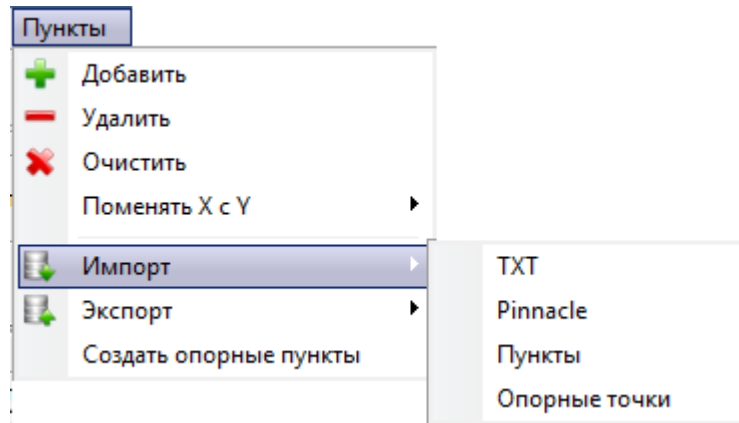 Пункты
Добавить
Удалить
Очистить
Поменять X с Y
Импорт
Экспорт
Создать опорные пункты
TXT
Pinnacle
Пункты
Опорные точки